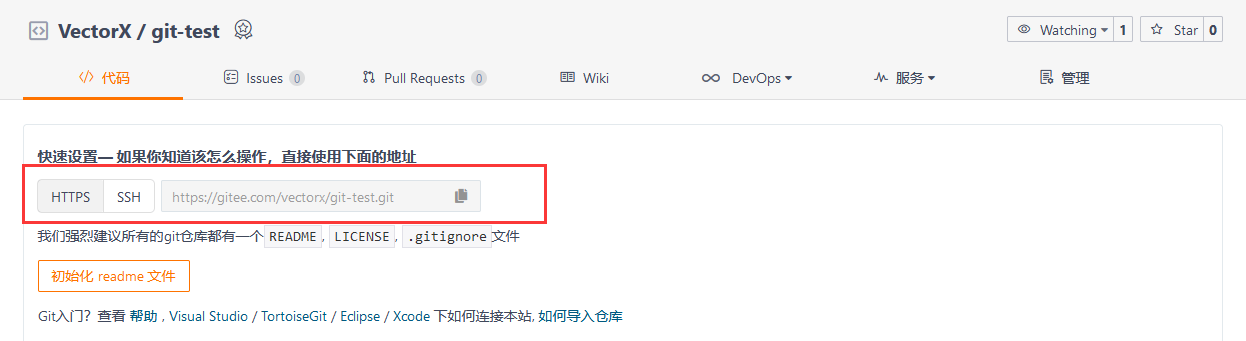 VectorX / git-test
Watching 1 Star 0
代码 Issues 0 Pull Requests 0 Wiki DevOps 服务 管理
快速设置— 如果你知道该怎么操作，直接使用下面的地址
HTTPS SSH https://gitee.com/vectorx/git-test.git
我们强烈建议所有的git仓库都有一个 README, LICENSE, .gitignore 文件
初始化 readme 文件
Git入门？查看 帮助 , Visual Studio / TortoiseGit / Eclipse / Xcode 下如何连接本站, 如何导入仓库